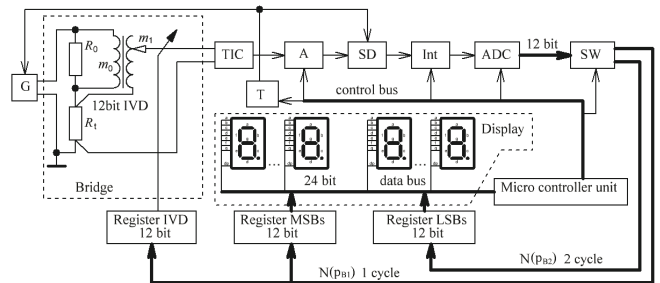 R0
m1
m0
12bit IVD
Rt
G
Bridge
TIC
A
SD
Int
ADC
12 bit
SW
T
control bus
Display
24 bit
data bus
Micro controller unit
Register IVD
12 bit
Register MSBs
12 bit
Register LSBs
12 bit
N(pB1) 1 cycle
N(pB2) 2 cycle